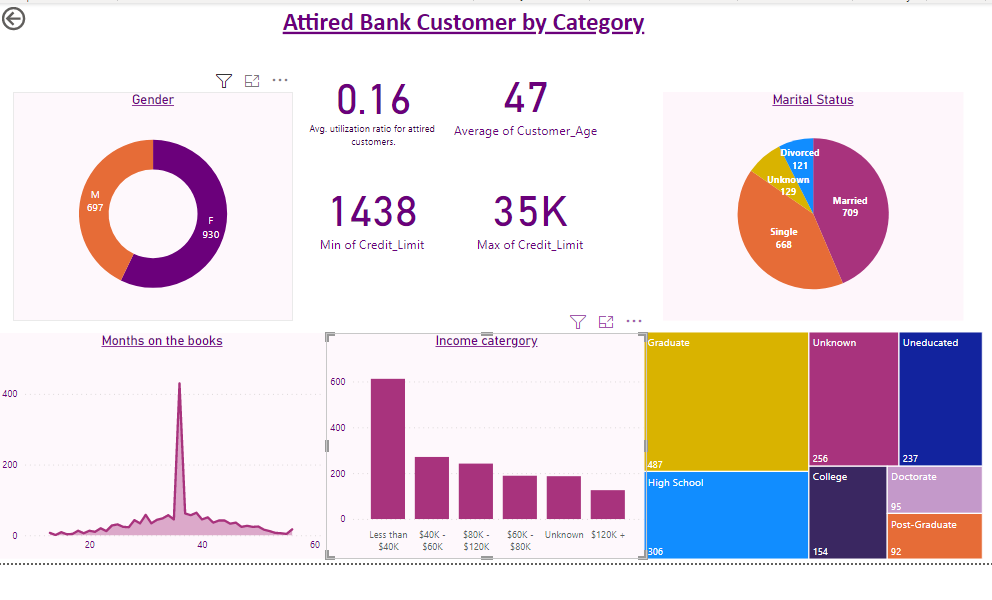 Attired Bank Customer by Category
Gender
M
697
F
930
0.16
Avg. utilization ratio for attired
customers.
47
Average of Customer_Age
1438
Min of Credit_Limit
35K
Max of Credit_Limit
Marital Status
Divorced
121
Unknown
129
Married
709
Single
668
Months on the books
400
200
0
20
40
60
Income catergory
600
400
200
0
Less than
$40K
$40K -
$60K
$80K -
$120K
$60K -
$80K
Unknown
$120K +
Graduate
487
High School
306
Unknown
256
Uneducated
237
College
154
Doctorate
95
Post-Graduate
92